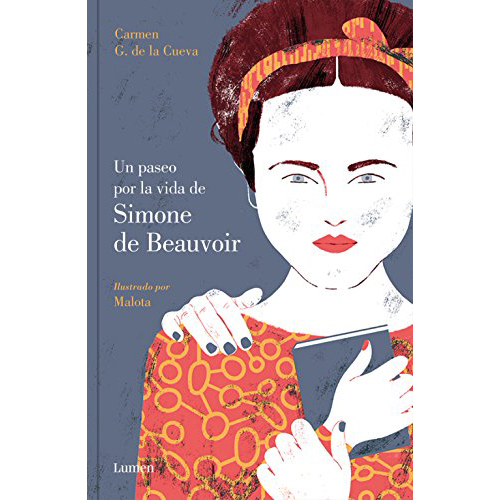 Carmen
G. de la Cueva
Un paseo
por la vida de
Simone
de Beauvoir
Ilustrado por
Malota
Lumen